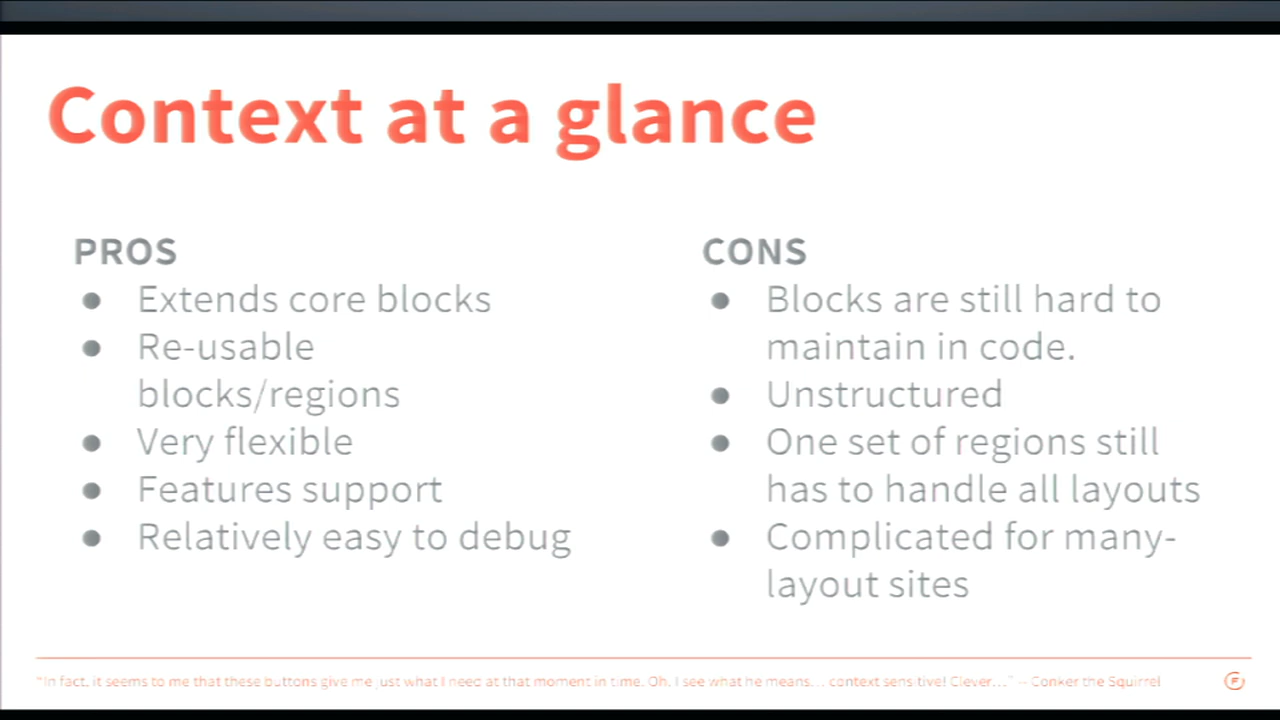 Context at a glance
PROS
● Extends core blocks
● Re-usable
blocks/regions
● Very flexible
● Features support
● Relatively easy to debug
CONS
● Blocks are still hard to
maintain in code.
● Unstructured
● One set of regions still
has to handle all layouts
● Complicated for many-
layout sites
"In fact, it seems to me that these buttons give me just what I need at that moment in time. Oh, I see what he means... context sensitive! Clever..." -- Conker the Squirrel